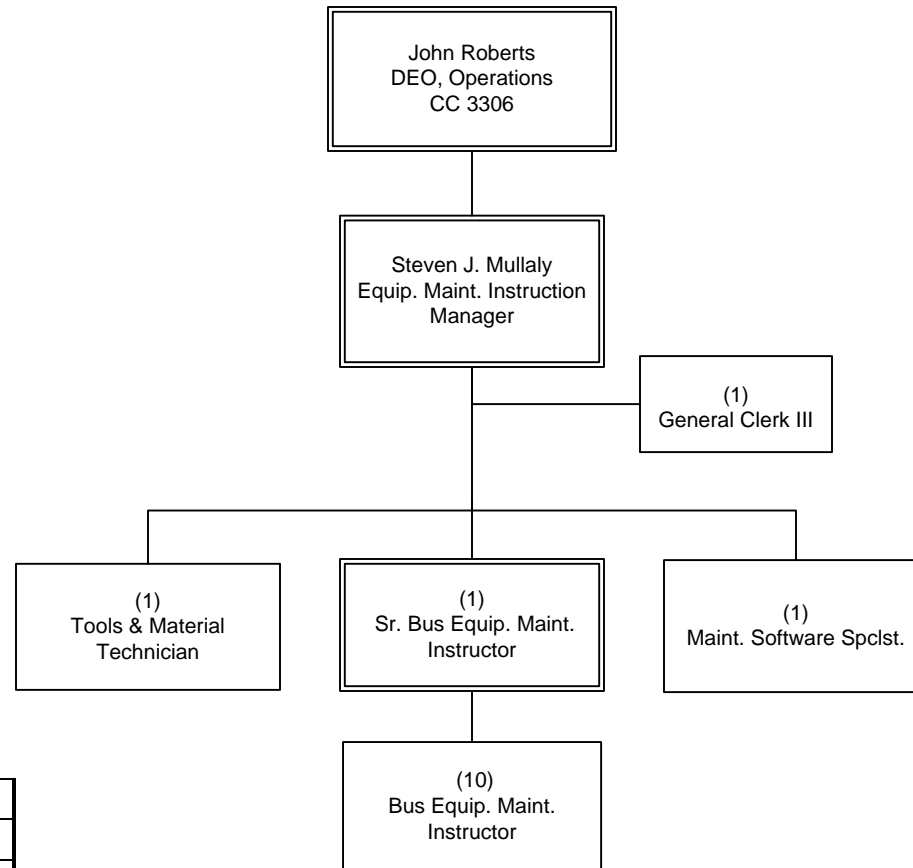 John Roberts
DEO, Operations
CC 3306
Steven J. Mullaly
Equip. Maint. Instruction
Manager
(1)
General Clerk III
(1)
Tools & Material
Technician
(1)
Sr. Bus Equip. Maint.
Instructor
(1)
Maint. Software Spclst.
(10)
Bus Equip. Maint.
Instructor